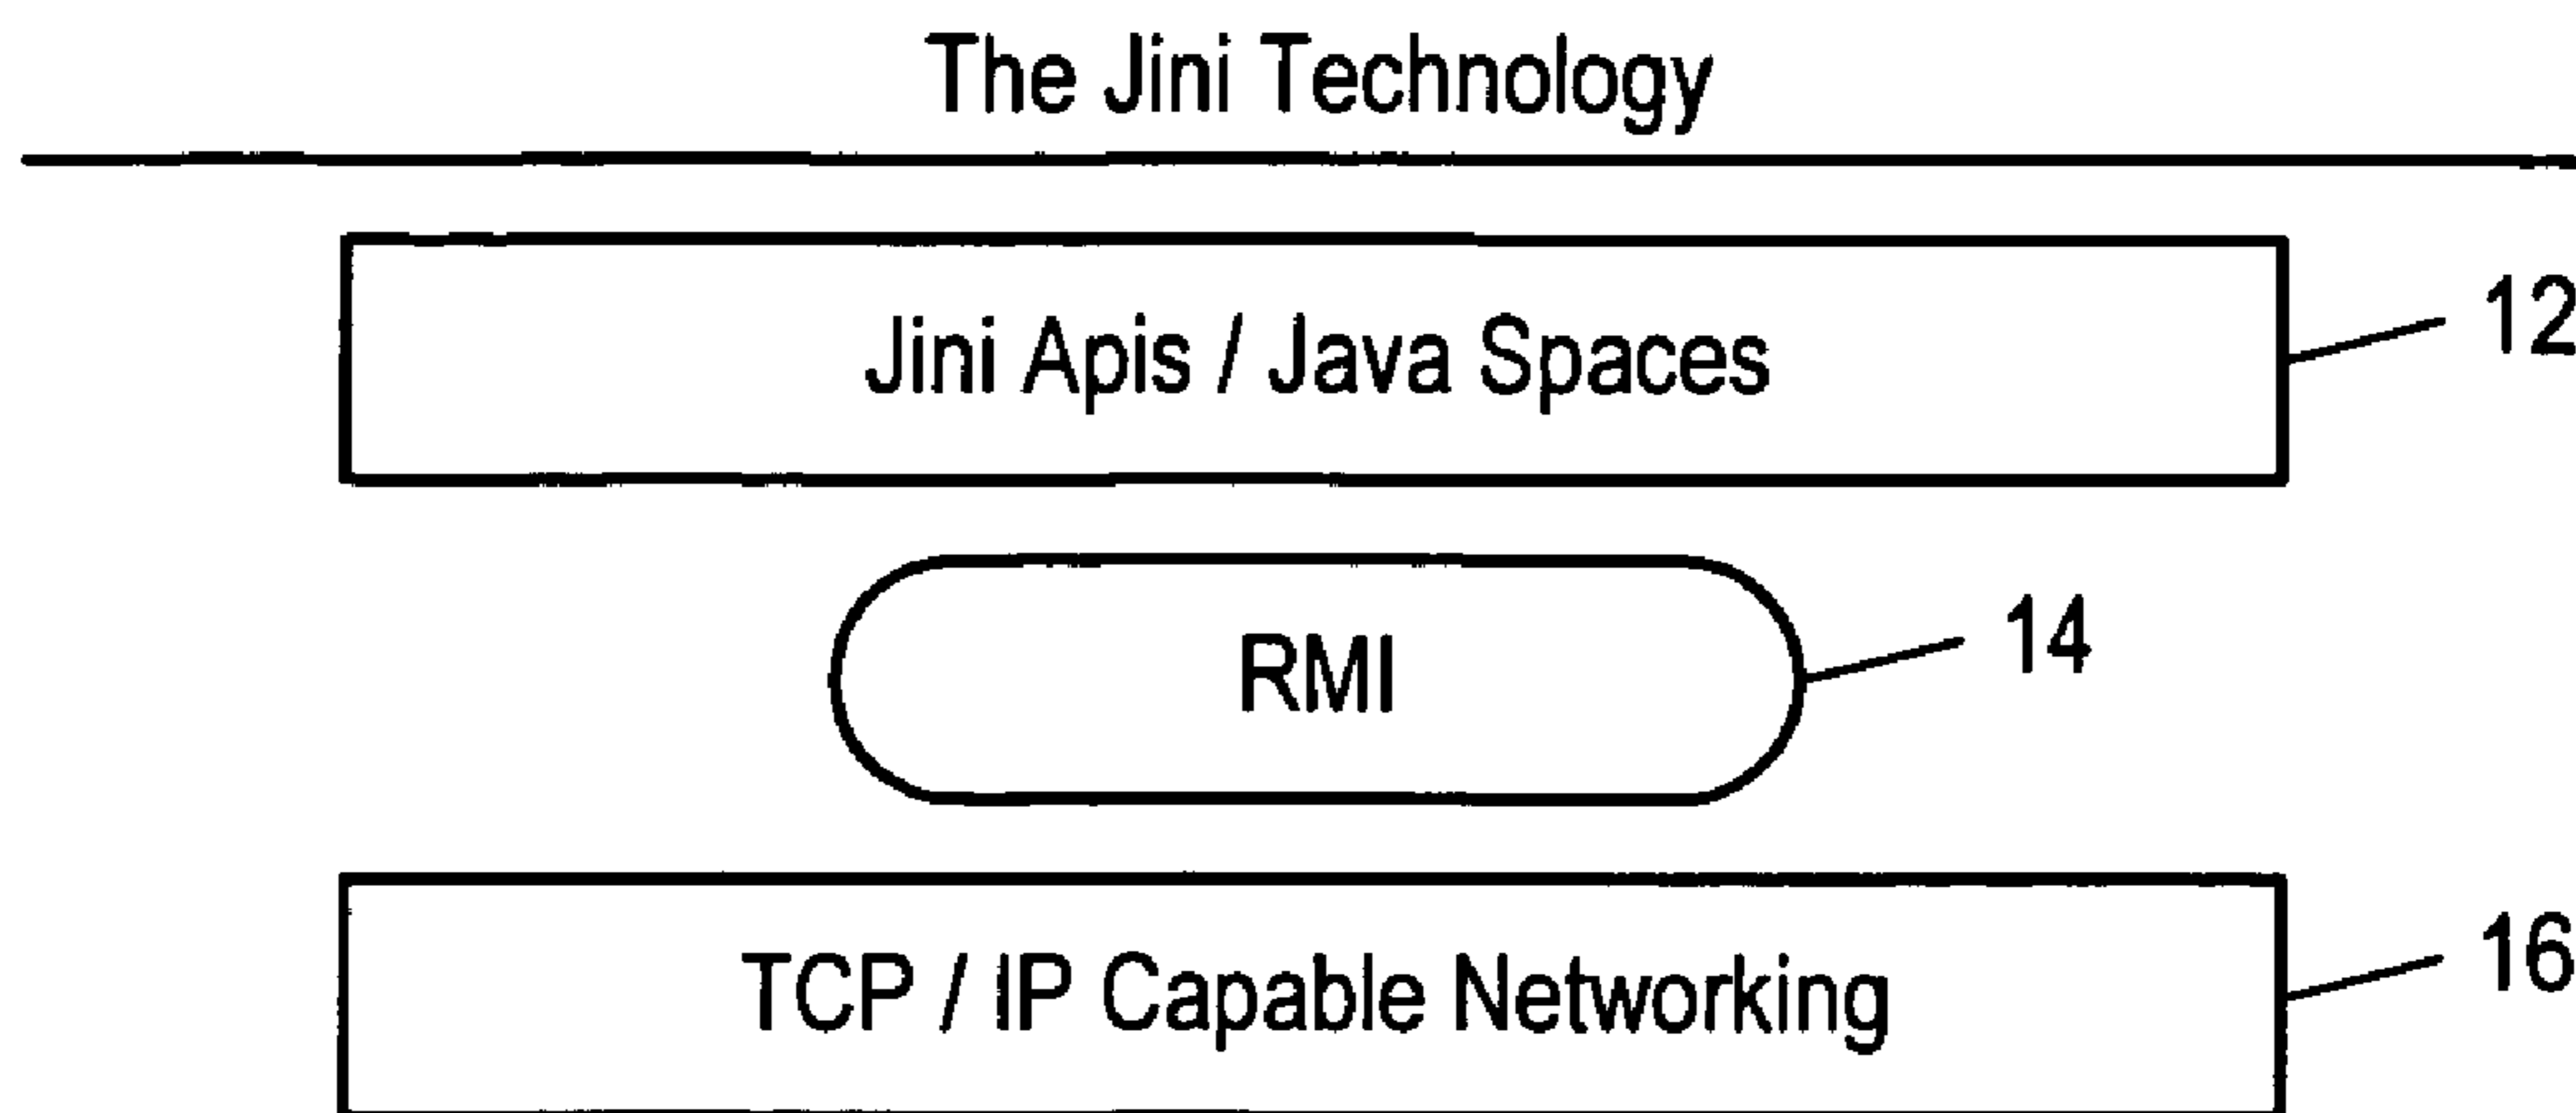 The Jini Technology
Jini Apis / Java Spaces
12
RMI
14
TCP / IP Capable Networking
16